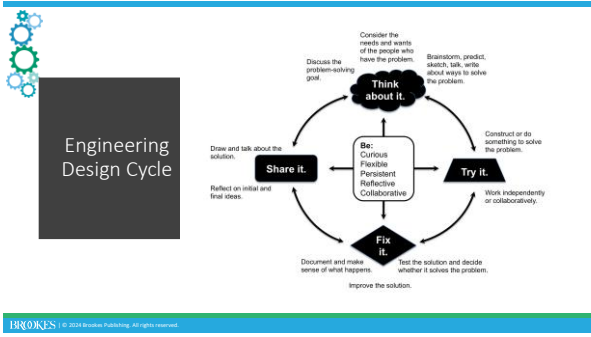 Engineering
Design Cycle
Consider the
needs and wants
of the people who
have the problem.
Discuss the
problem-solving
goal.
Brainstorm, predict,
sketch, talk, write
about ways to solve
the problem.
Think
about it.
Construct or do
something to solve
the problem.
Draw and talk about the
solution.
Be:
Curious
Flexible
Persistent
Reflective
Collaborative
Share it.
Try it.
Reflect on initial and
final ideas.
Work independently
or collaboratively.
Fix
it.
Document and make
sense of what happens.
Test the solution and decide
whether it solves the problem.
Improve the solution.
BROOKES | © 2024 Brookes Publishing. All rights reserved.